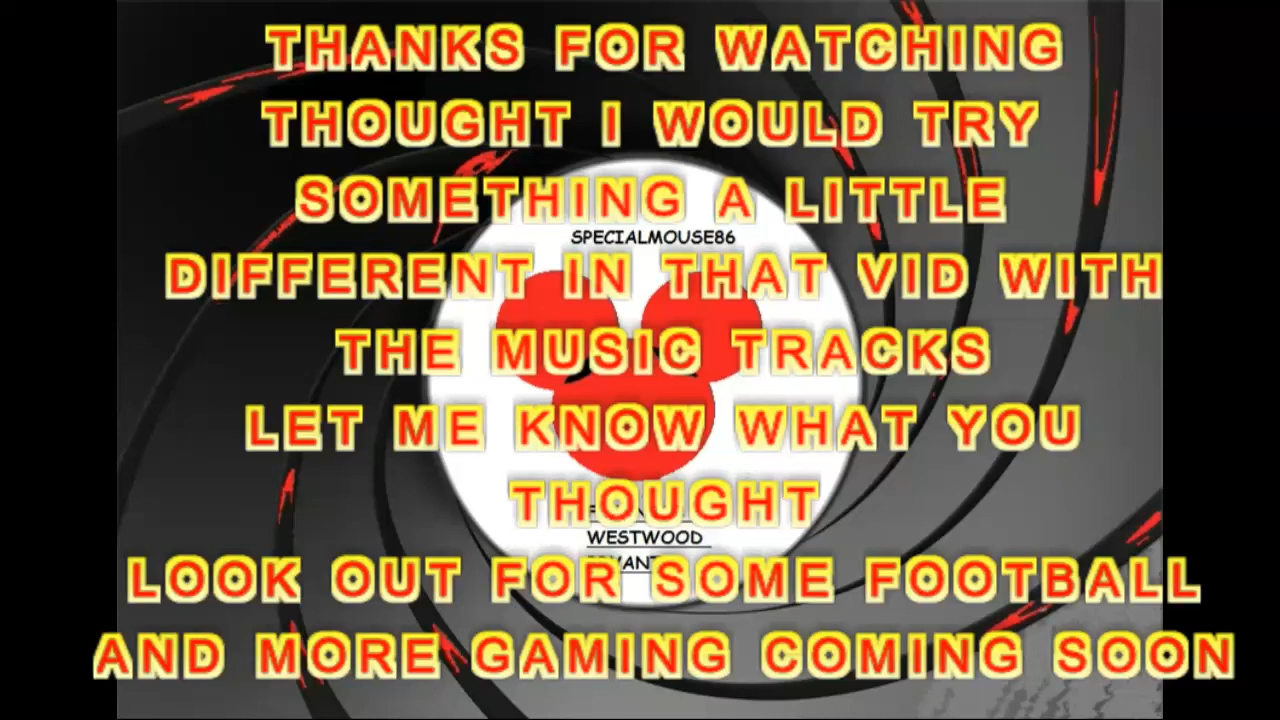 THANKS FOR WATCHING
THOUGHT I WOULD TRY
SOMETHING A LITTLE
SPECIALMOUSE86
DIFFERENT IN THAT VID WITH
THE MUSIC TRACKS
LET ME KNOW WHAT YOU
THOUGHT
WESTWOOD
LOOK OUT FOR SOME FOOTBALL
AND MORE GAMING COMING SOON